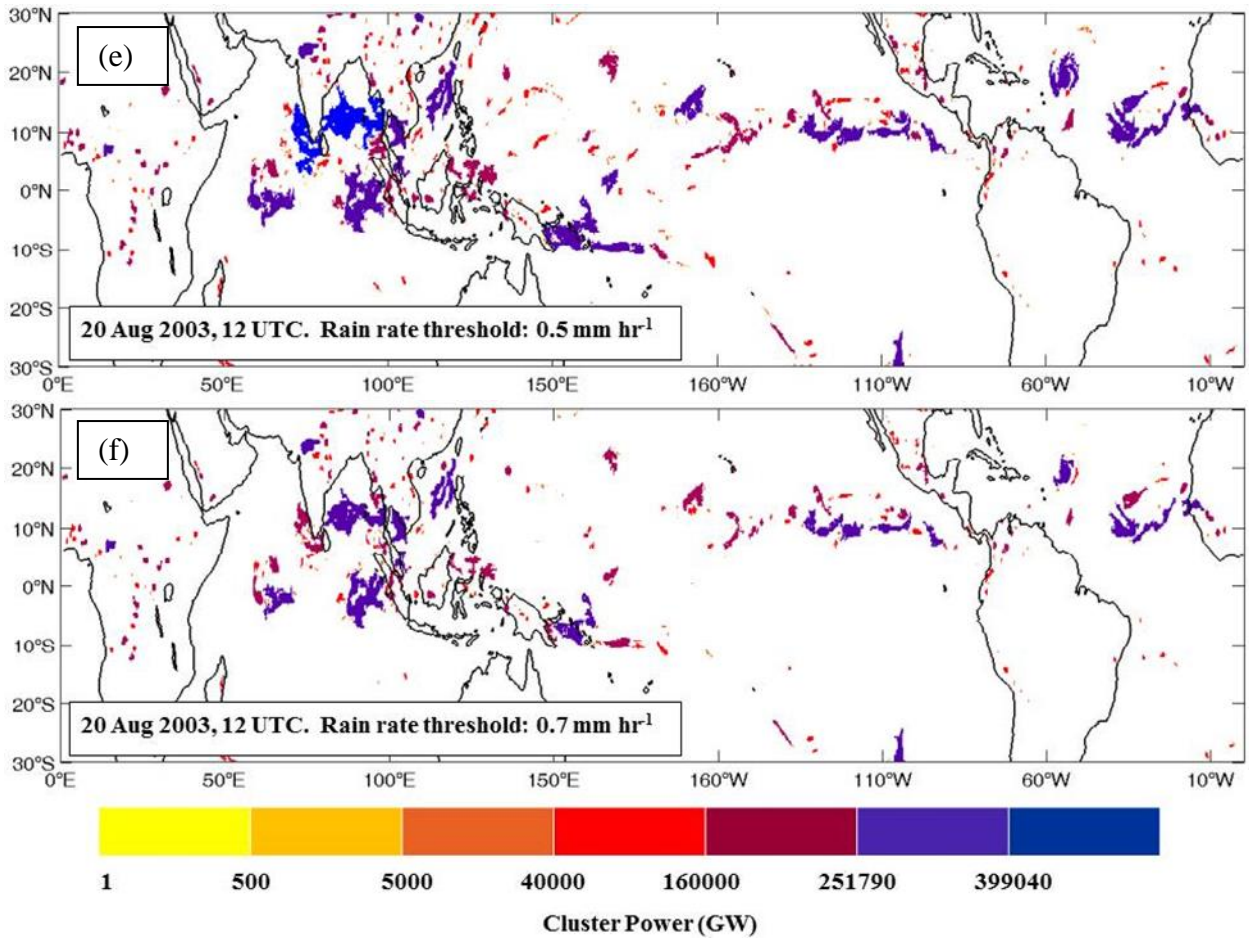 30°N
(e)
20°N
10°N
0°N
10°S
20°S
20 Aug 2003, 12 UTC. Rain rate threshold: 0.5 mm hr-1
30°S
0°E 50°E 100°E 150°E 160°W 110°W 60°W 10°W
30°N
(f)
20°N
10°N
0°N
10°S
20°S
20 Aug 2003, 12 UTC. Rain rate threshold: 0.7 mm hr-1
30°S
0°E 50°E 100°E 150°E 160°W 110°W 60°W 10°W
1 500 5000 40000 160000 251790 399040
Cluster Power (GW)